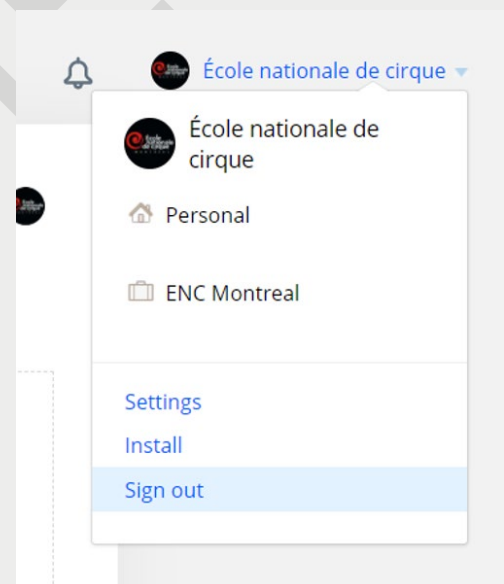 École nationale de cirque
École nationale de
cirque
Personal
ENC Montreal
Settings
Install
Sign out